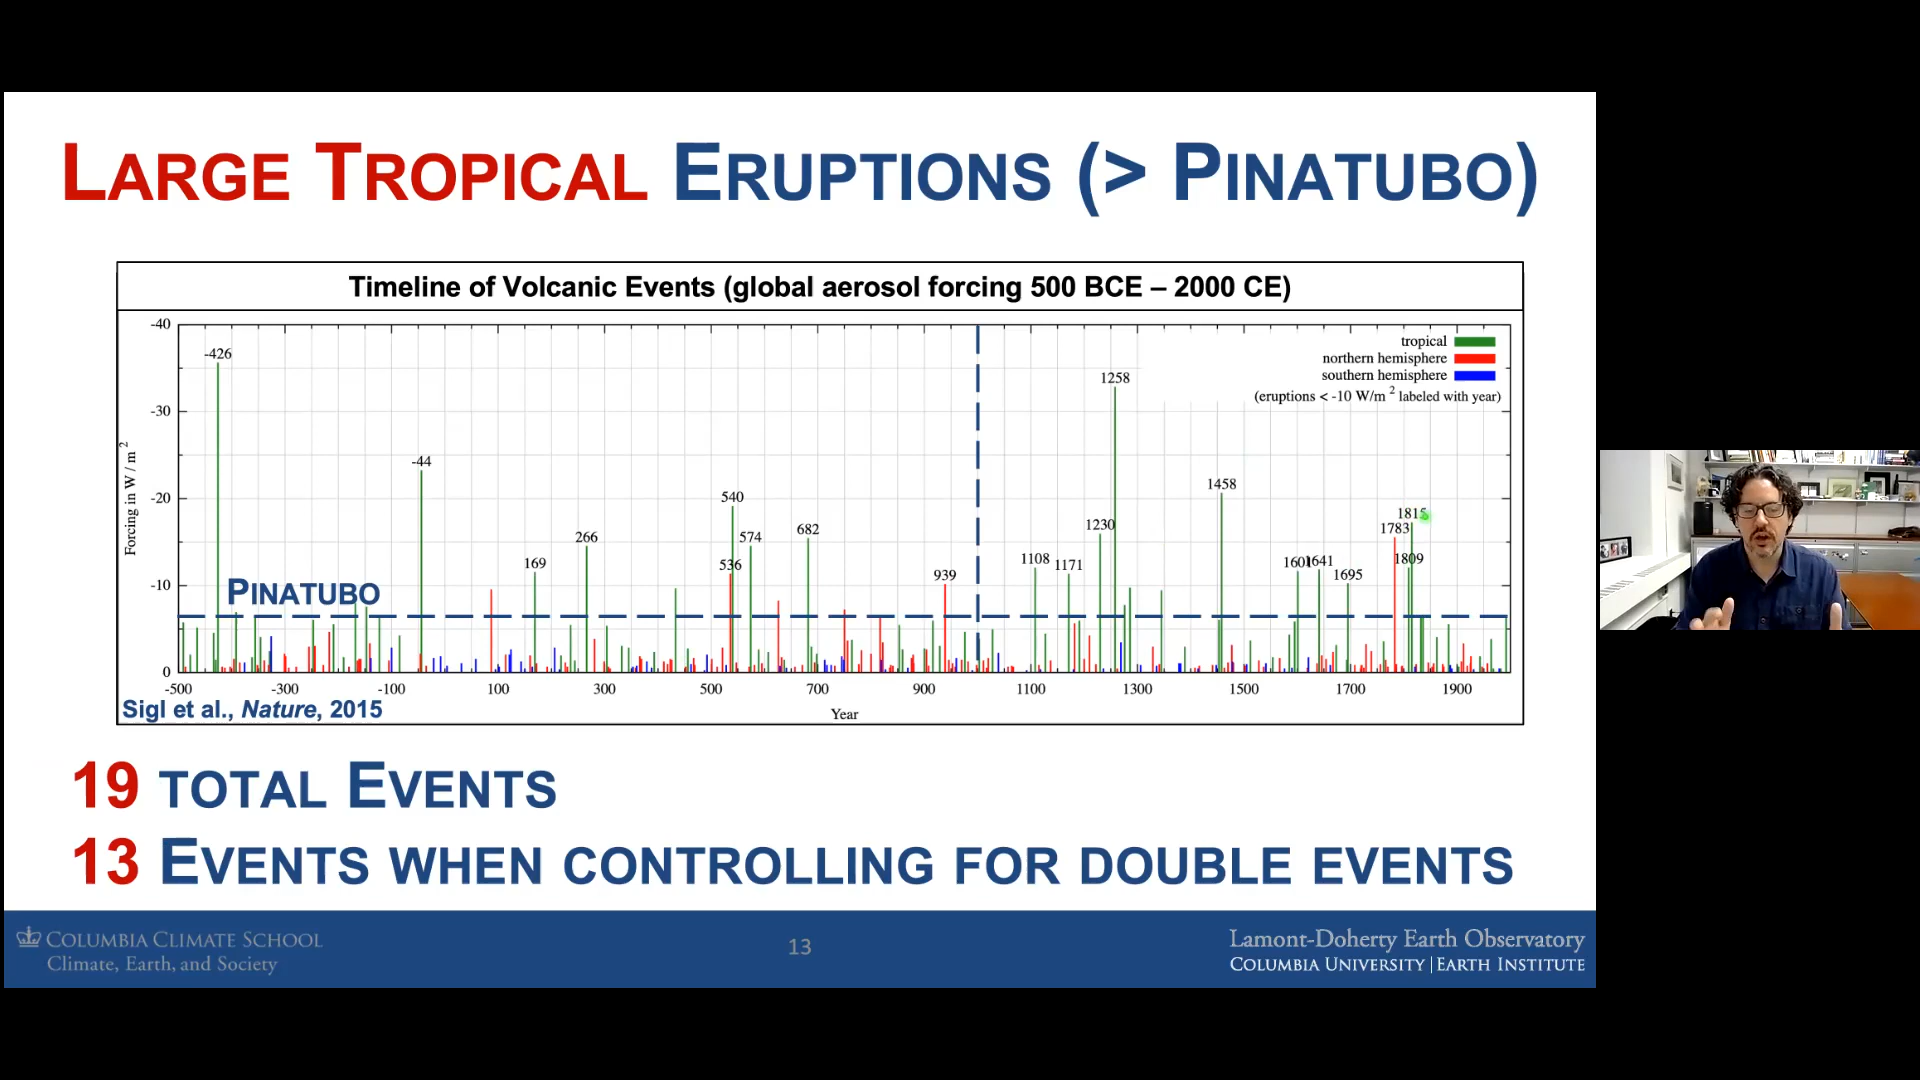 LARGE TROPICAL ERUPTIONS (> PINATUBO)
Timeline of Volcanic Events (global aerosol forcing 500 BCE – 2000 CE)
-40
-30
-20
-10
0
Forcing in W / m 2
-426
-44
169
266
540
536
574
682
939
1108
1171
1230
1258
1458
1601
1641
1695
1783
1815
1809
tropical
northern hemisphere
southern hemisphere
(eruptions < -10 W/m 2 labeled with year)
PINATUBO
-500 -300 -100 100 300 500 700 900 1100 1300 1500 1700 1900
Year
Sigl et al., Nature, 2015
19 TOTAL EVENTS
13 EVENTS WHEN CONTROLLING FOR DOUBLE EVENTS
COLUMBIA CLIMATE SCHOOL
Climate, Earth, and Society
13
Lamont-Doherty Earth Observatory
COLUMBIA UNIVERSITY | EARTH INSTITUTE